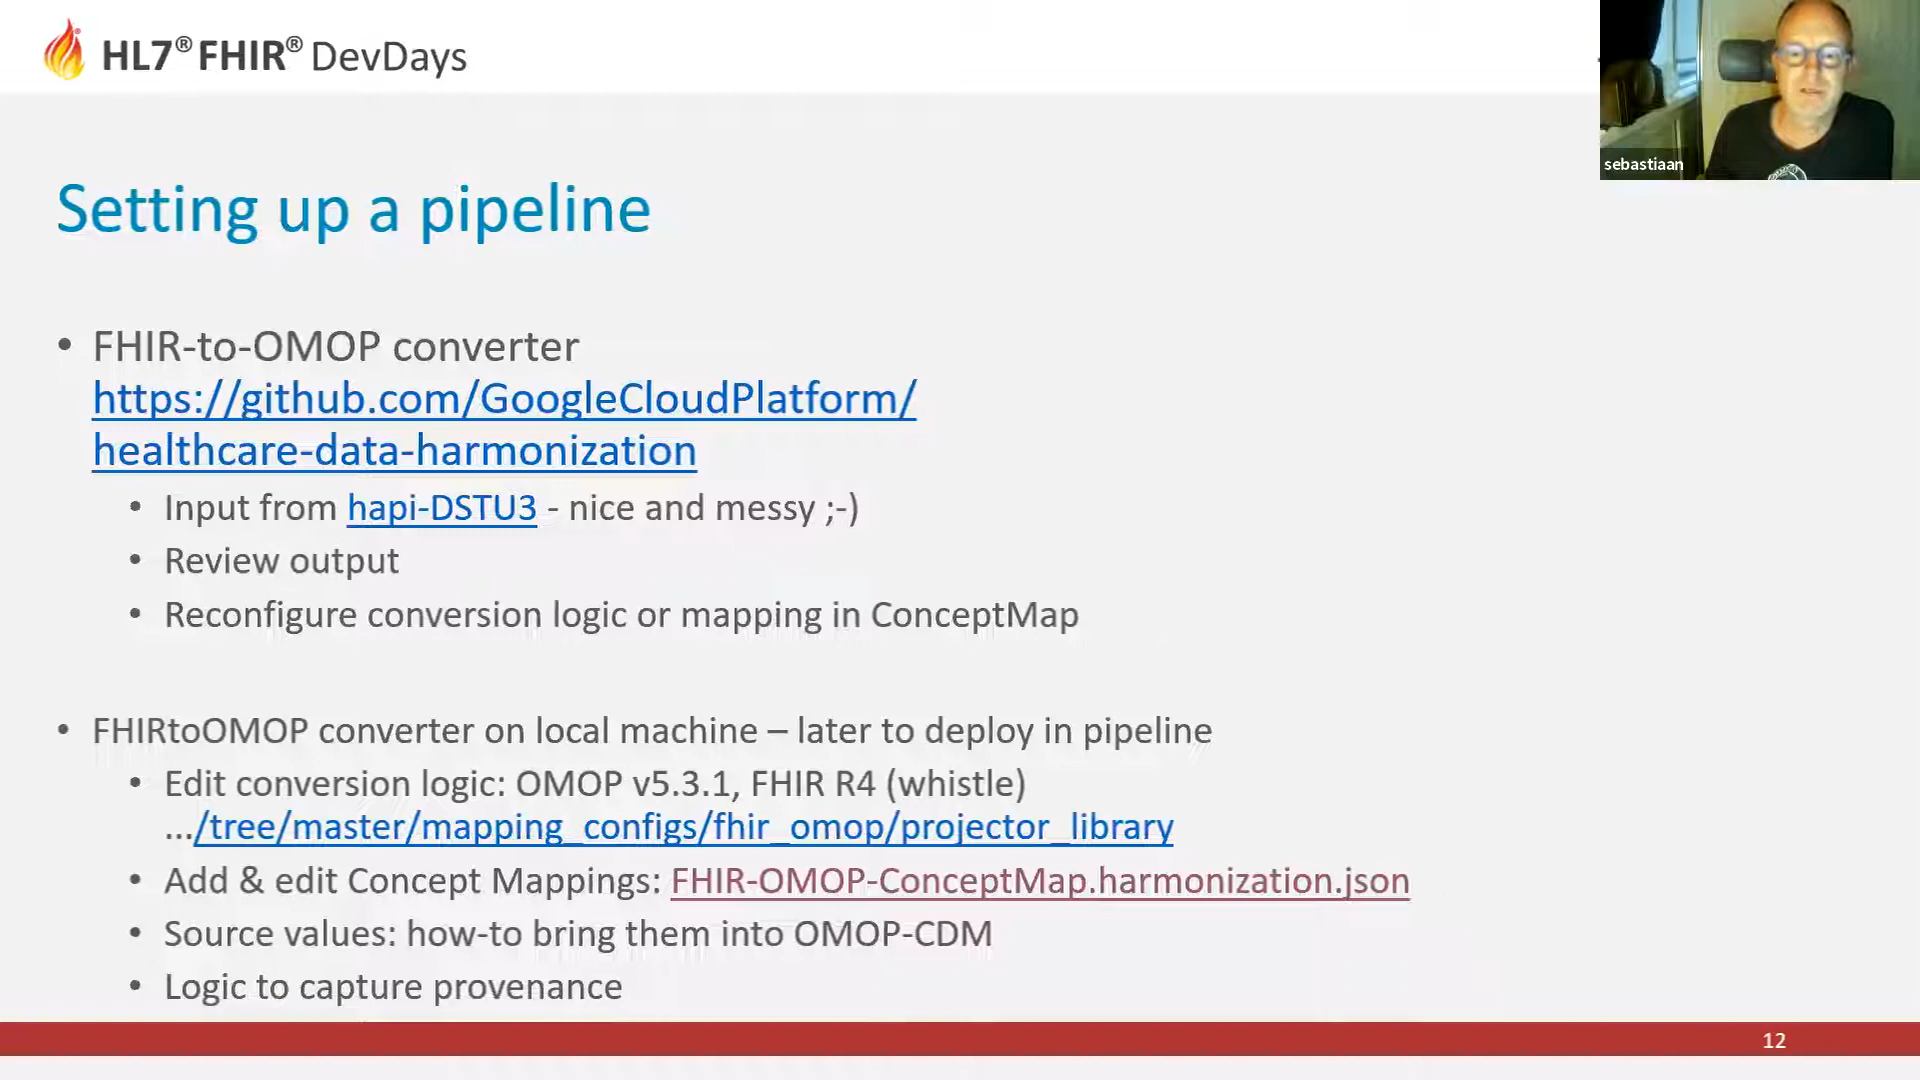 HL7® FHIR® DevDays
sebastiaan
Setting up a pipeline
• FHIR-to-OMOP converter
https://github.com/GoogleCloudPlatform/
healthcare-data-harmonization
• Input from hapi-DSTU3 - nice and messy ;-)
• Review output
• Reconfigure conversion logic or mapping in ConceptMap
• FHIRtoOMOP converter on local machine – later to deploy in pipeline
• Edit conversion logic: OMOP v5.3.1, FHIR R4 (whistle)
.../tree/master/mapping_configs/fhir_omop/projector_library
• Add & edit Concept Mappings: FHIR-OMOP-ConceptMap.harmonization.json
• Source values: how-to bring them into OMOP-CDM
• Logic to capture provenance
12